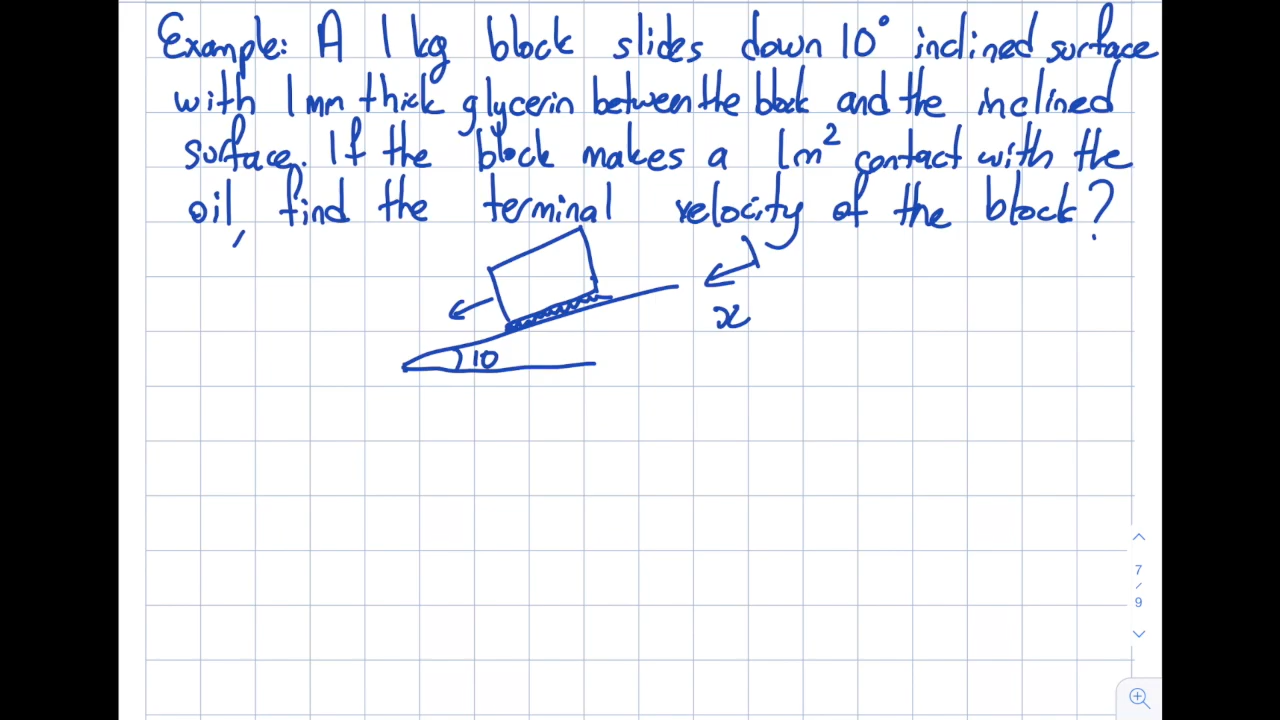 Example: A 1 kg block slides down 10° inclined surface
with 1 mm thick glycerin between the block and the inclined
surface. If the block makes a 1m² contact with the
oil, find the terminal velocity of the block?
x
10
7
/
9